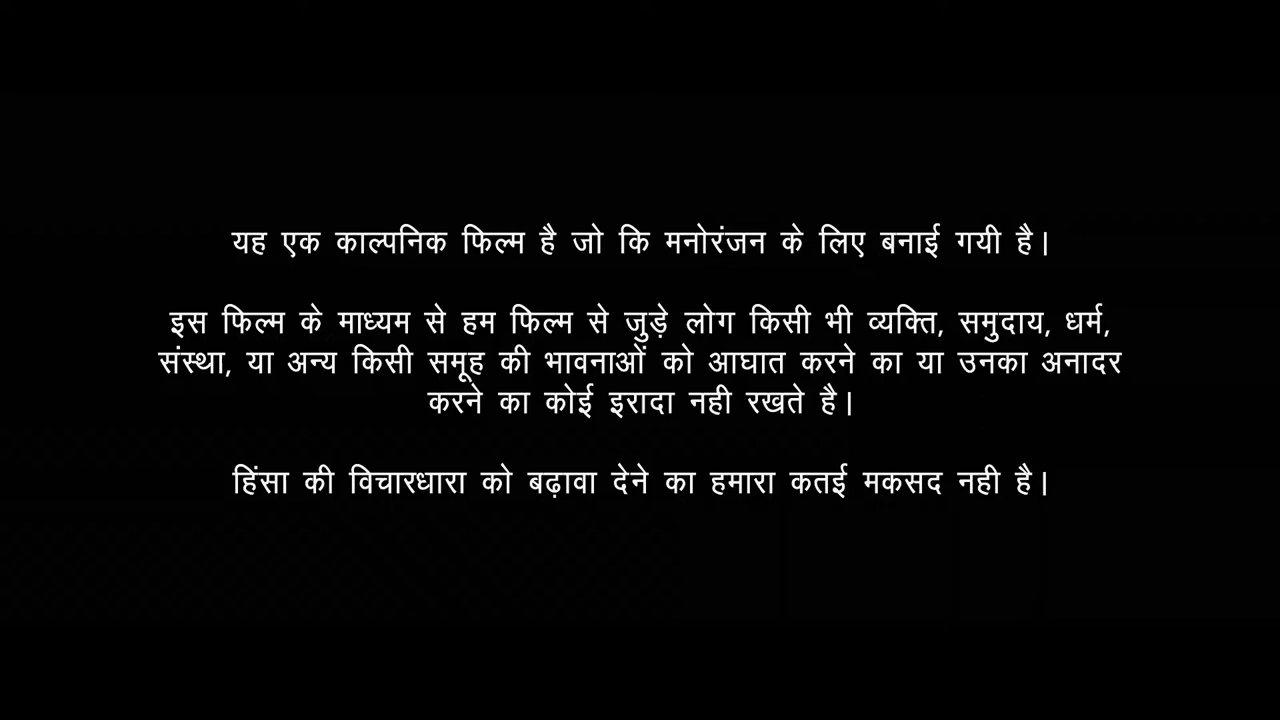 यह एक काल्पनिक फिल्म है जो कि मनोरंजन के लिए बनाई गयी है।
इस फिल्म के माध्यम से हम फिल्म से जुड़े लोग किसी भी व्यक्ति, समुदाय, धर्म,
संस्था, या अन्य किसी समूह की भावनाओं को आघात करने का या उनका अनादर
करने का कोई इरादा नही रखते है।
हिंसा की विचारधारा को बढ़ावा देने का हमारा कतई मकसद नही है।